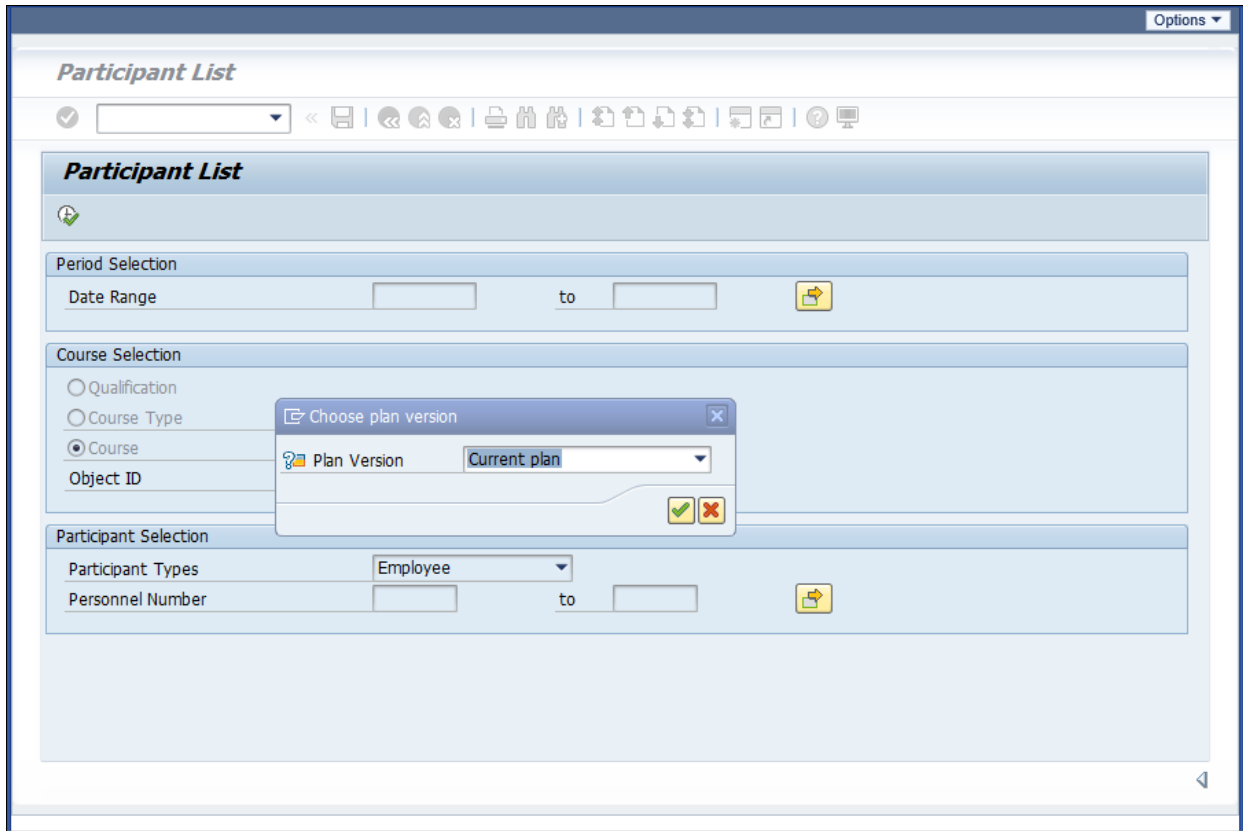 Options
Participant List
Participant List
Period Selection
Date Range to
Course Selection
Qualification
Course Type
Course
Object ID
Choose plan version
Plan Version Current plan
Participant Selection
Participant Types Employee
Personnel Number to